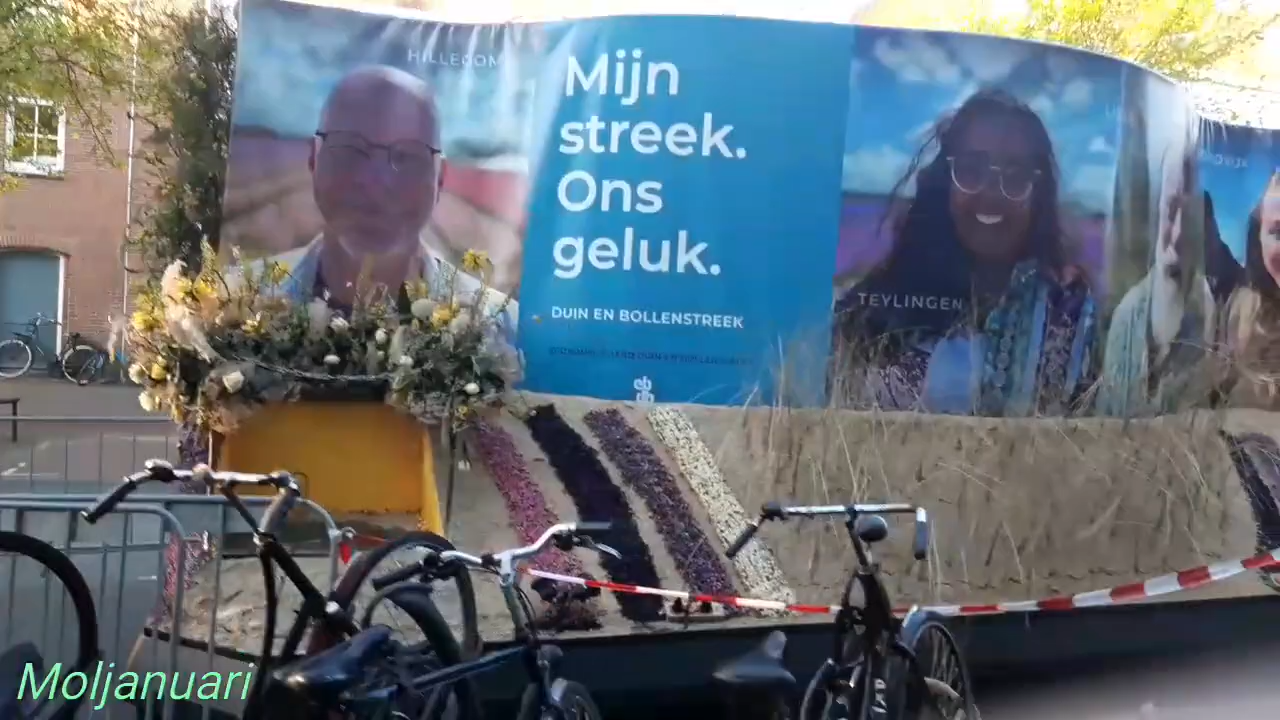 HILLEGOM
Mijn
streek.
Ons
geluk.
DUIN EN BOLLENSTREEK
TEYLINGEN
Moljanuari